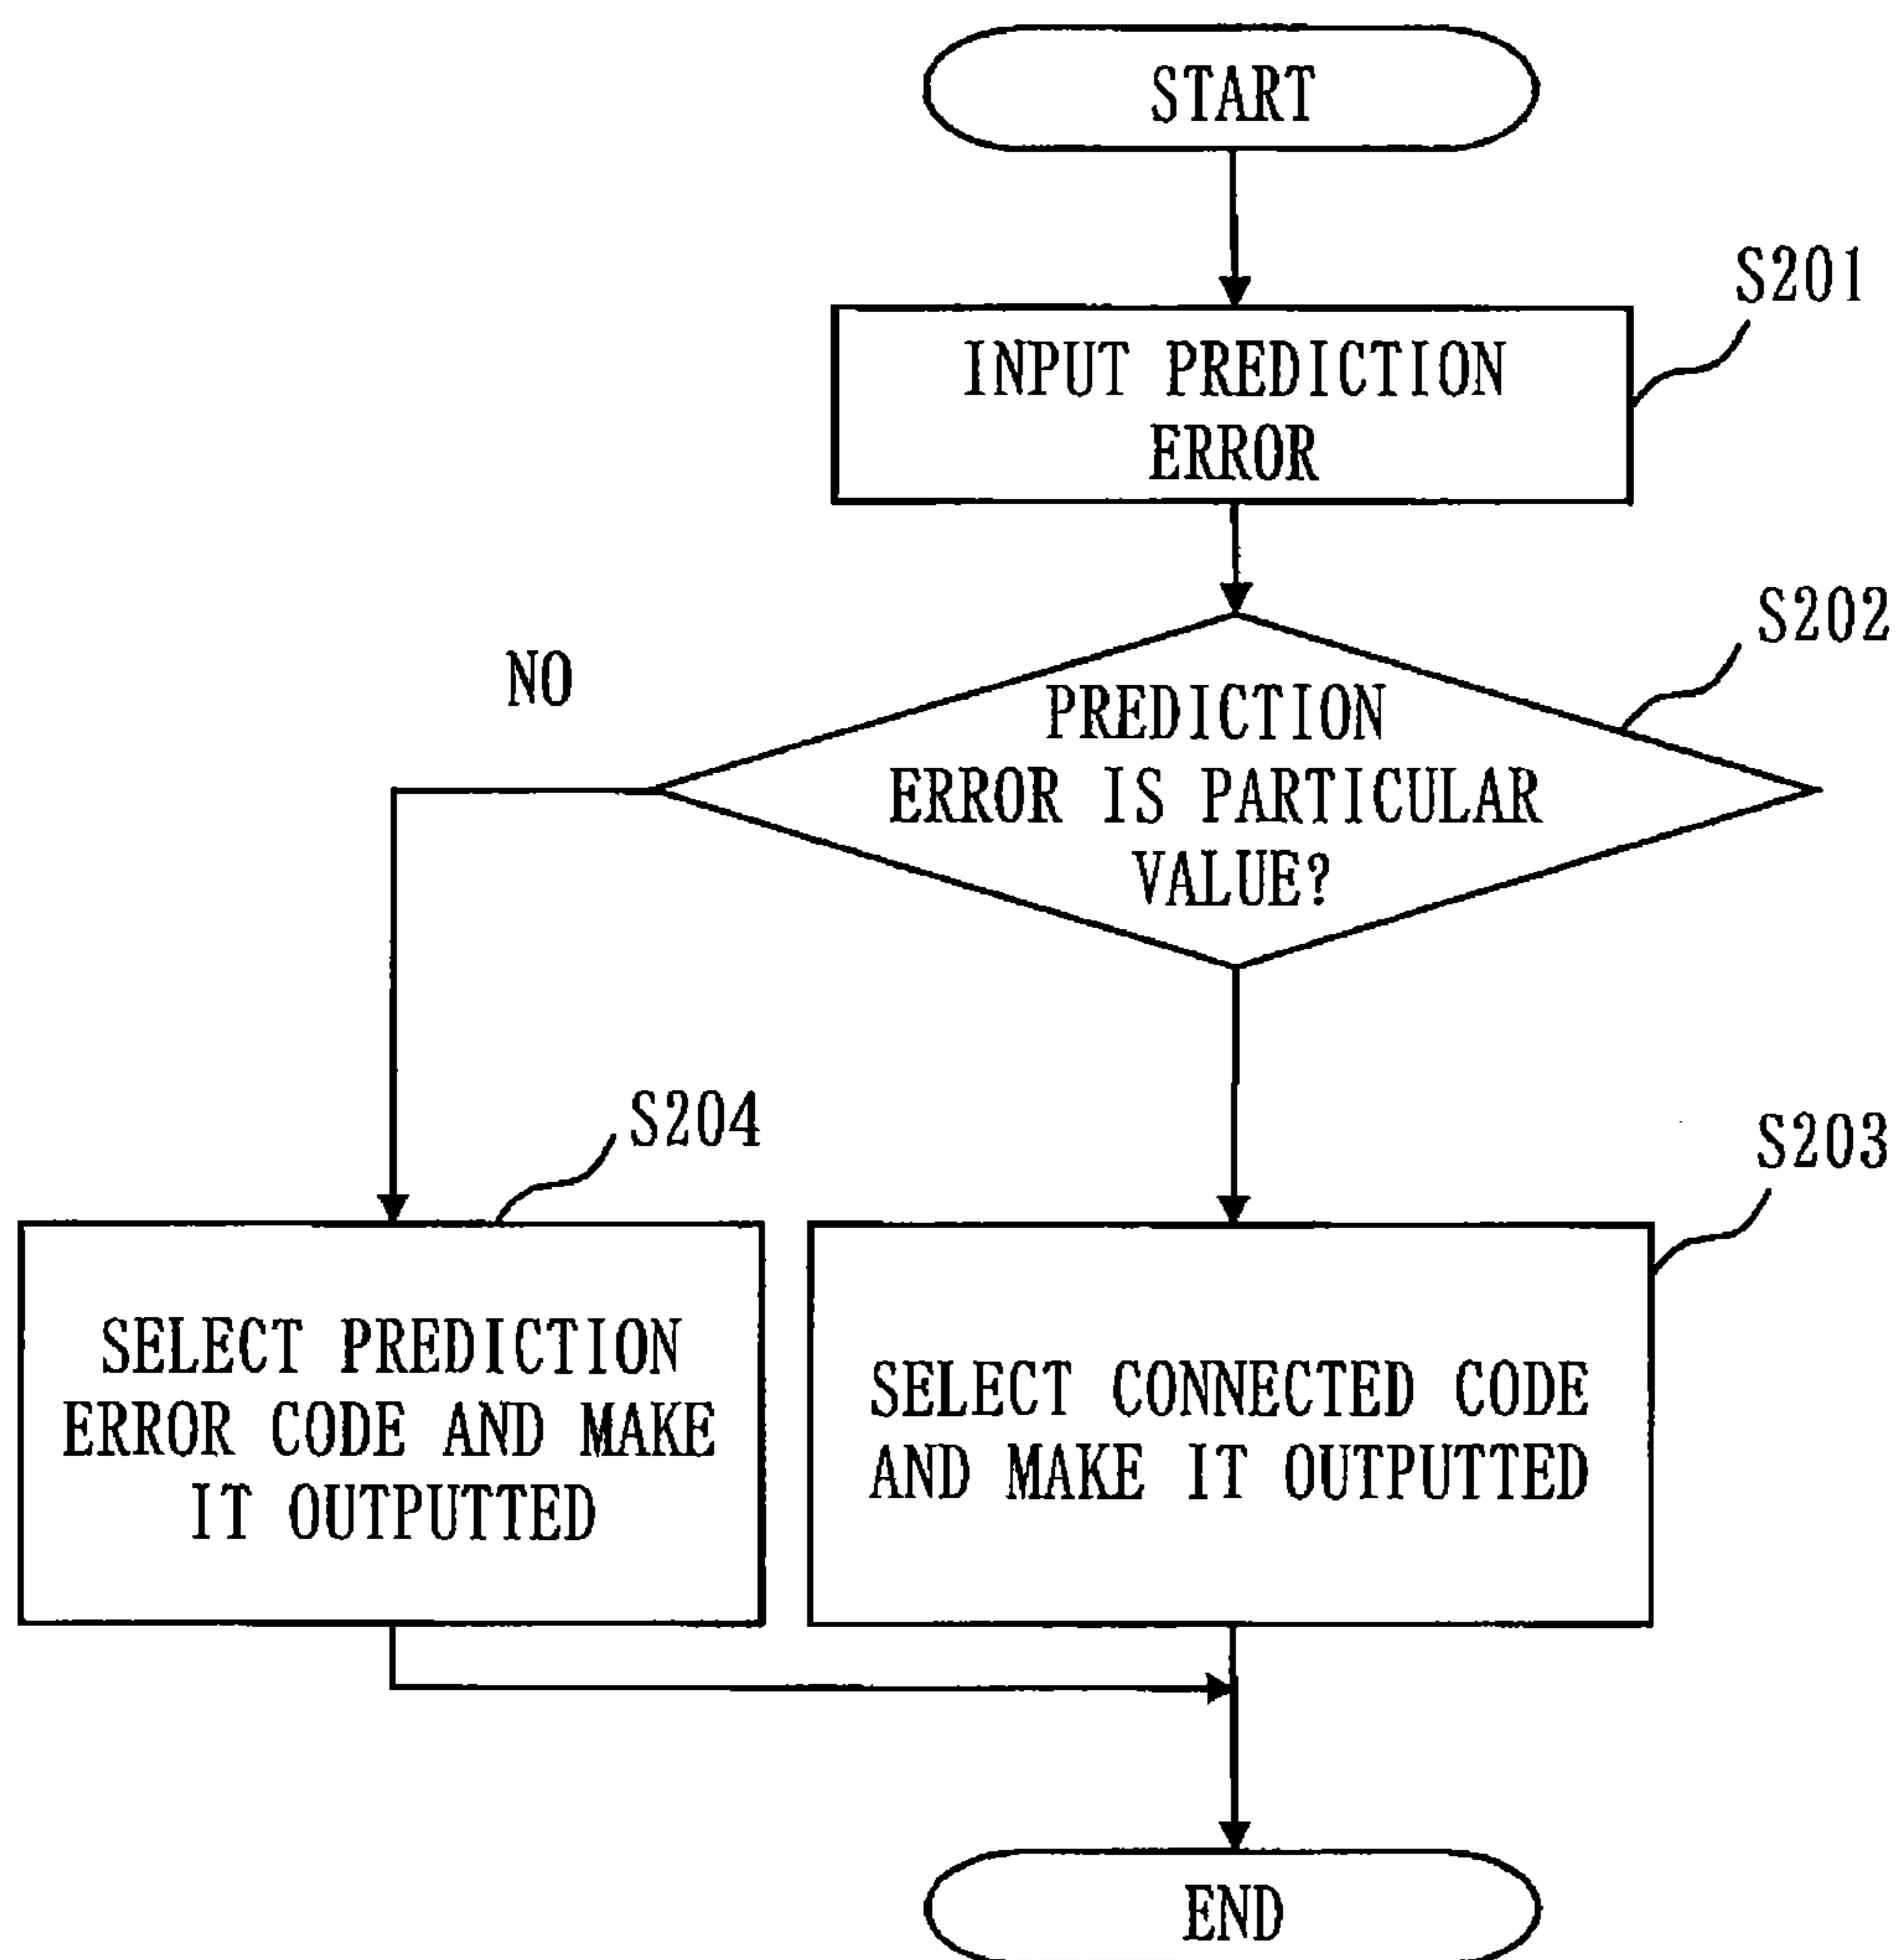 START
S201
INPUT PREDICTION
ERROR
S202
NO
PREDICTION
ERROR IS PARTICULAR
VALUE?
S204
S203
SELECT PREDICTION
ERROR CODE AND MAKE
IT OUTPUTTED
SELECT CONNECTED CODE
AND MAKE IT OUTPUTTED
END